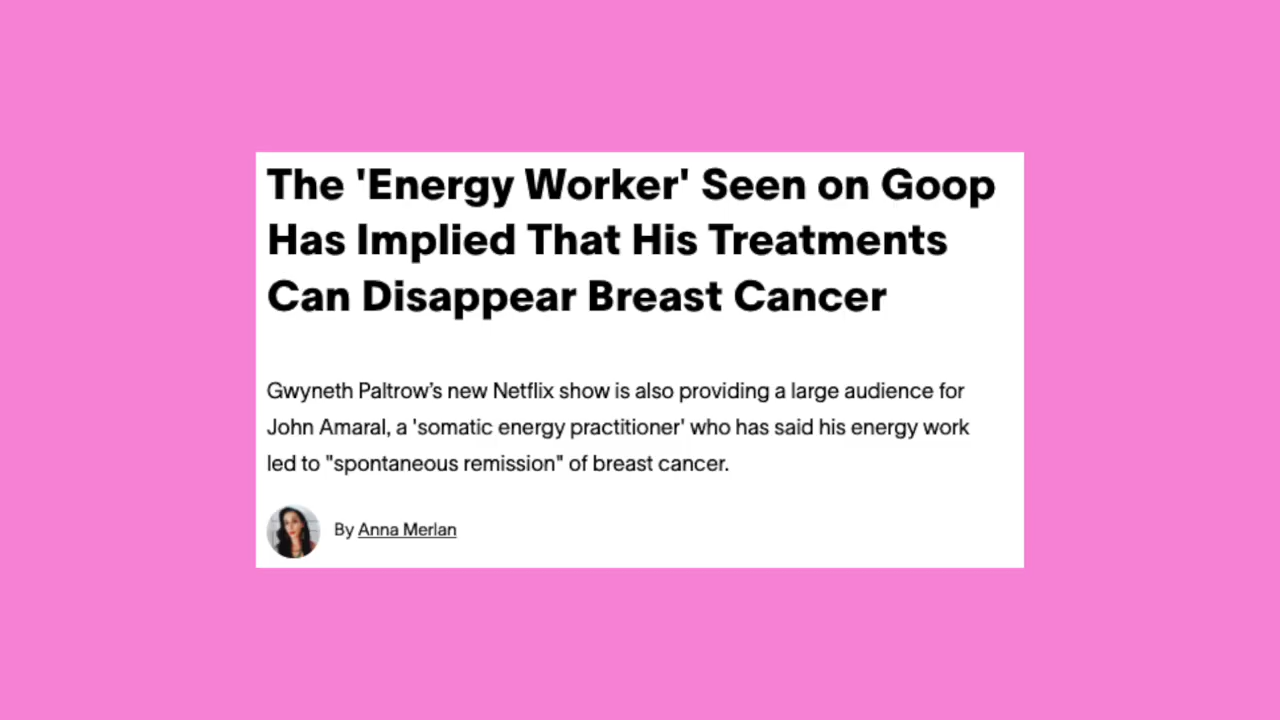 The 'Energy Worker' Seen on Goop
Has Implied That His Treatments
Can Disappear Breast Cancer
Gwyneth Paltrow’s new Netflix show is also providing a large audience for
John Amaral, a 'somatic energy practitioner' who has said his energy work
led to "spontaneous remission" of breast cancer.
By Anna Merlan